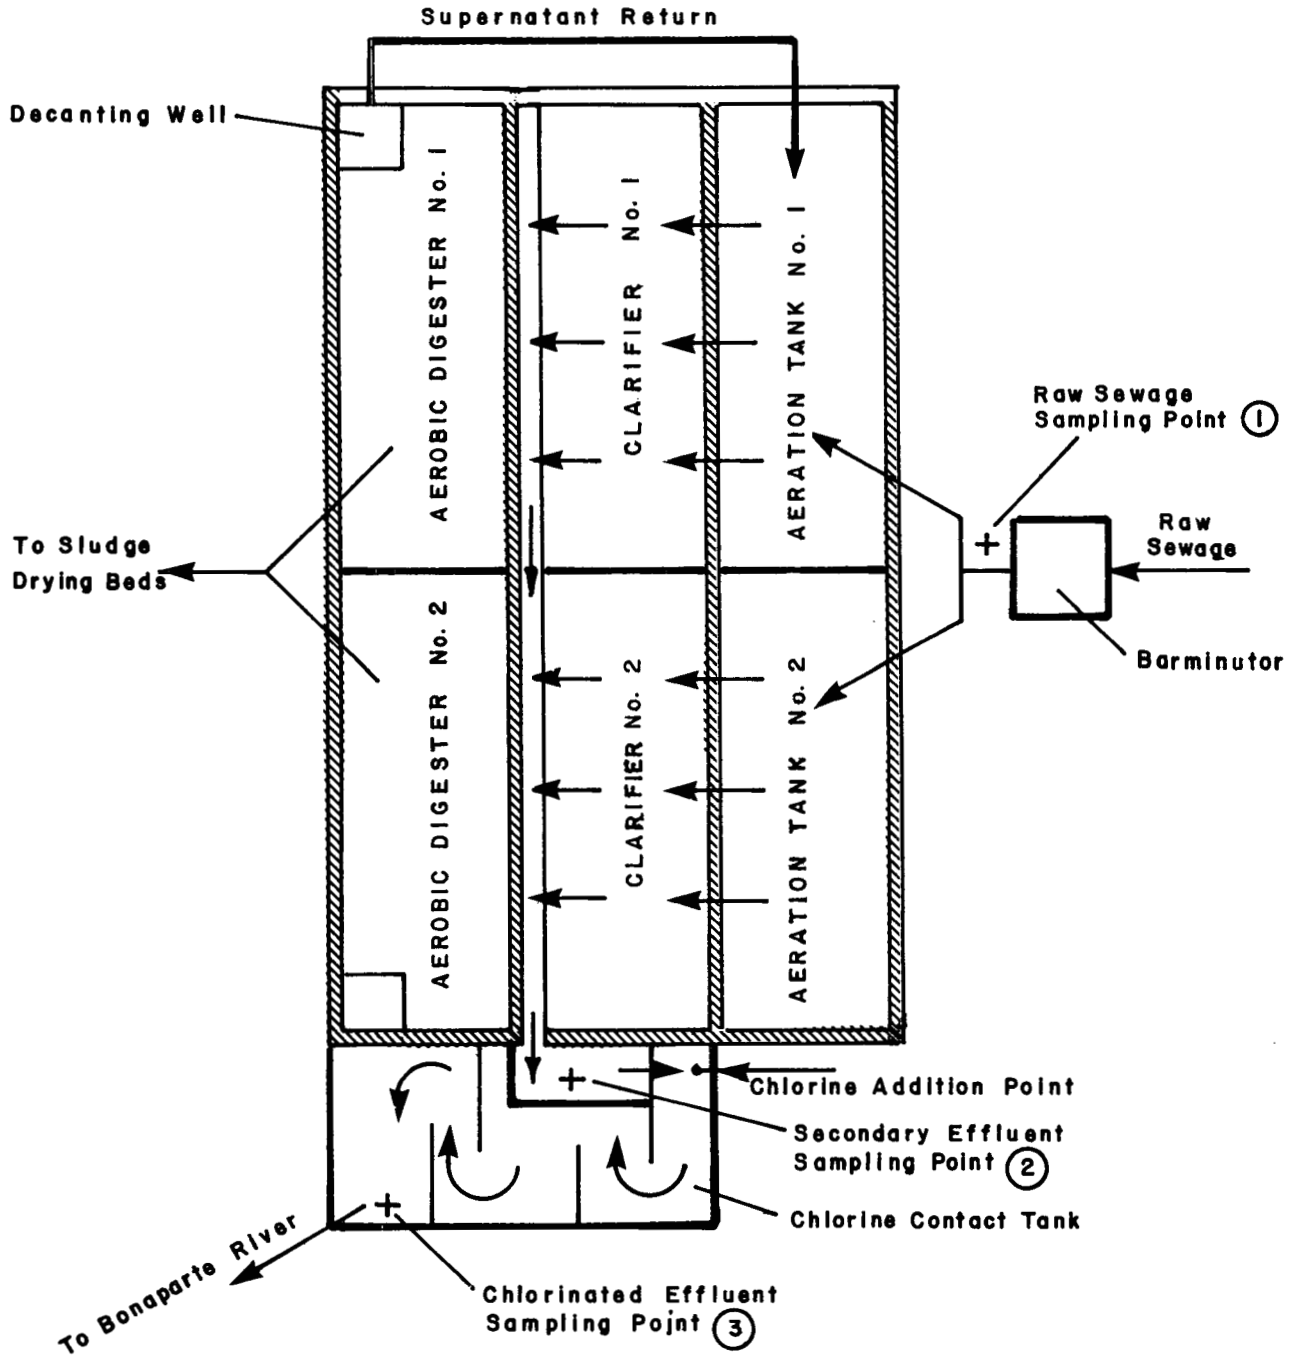 Supernatant Return
Decanting Well
AEROBIC DIGESTER No. 1
CLARIFIER No. 1
AERATION TANK No. 1
Raw Sewage
Sampling Point 1
Raw
Sewage
To Sludge
Drying Beds
Barminutor
AEROBIC DIGESTER No. 2
CLARIFIER No. 2
AERATION TANK No. 2
Chlorine Addition Point
Secondary Effluent
Sampling Point 2
Chlorine Contact Tank
To Bonaparte River
Chlorinated Effluent
Sampling Point 3